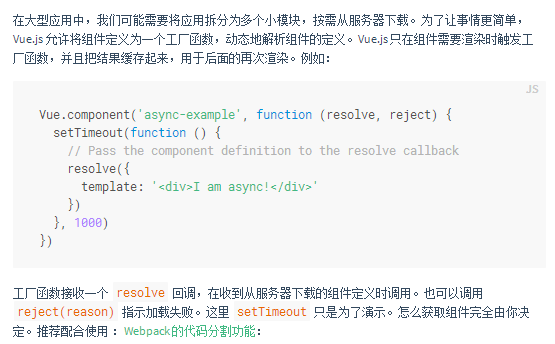 在大型应用中，我们可能需要将应用拆分为多个小模块，按需从服务器下载。为了让事情更简单，
Vue.js 允许将组件定义为一个工厂函数，动态地解析组件的定义。Vue.js 只在组件需要渲染时触发工
厂函数，并且把结果缓存起来，用于后面的再次渲染。例如：
JS
Vue.component('async-example', function (resolve, reject) {
  setTimeout(function () {
    // Pass the component definition to the resolve callback
    resolve({
      template: '<div>I am async!</div>'
    })
  }, 1000)
})
工厂函数接收一个 resolve 回调，在收到从服务器下载的组件定义时调用。也可以调用
reject(reason) 指示加载失败。这里 setTimeout 只是为了演示。怎么获取组件完全由你决
定。推荐配合使用：Webpack 的代码分割功能：